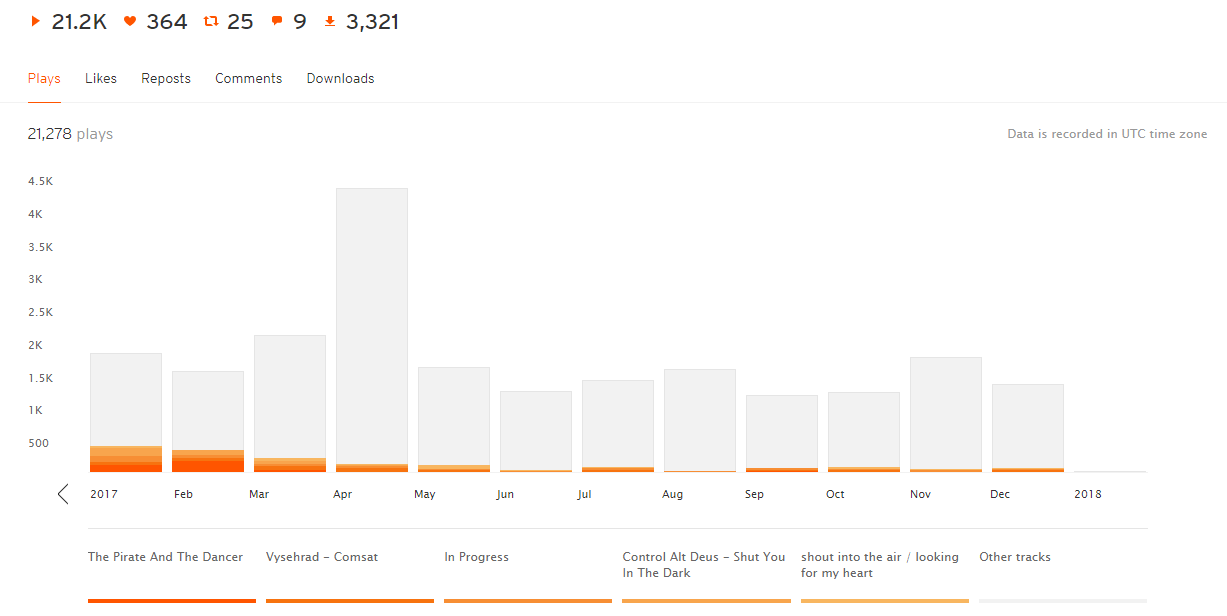 21.2K 364 25 9 3,321
Plays Likes Reposts Comments Downloads
21,278 plays
Data is recorded in UTC time zone
4.5K
4K
3.5K
3K
2.5K
2K
1.5K
1K
500
2017 Feb Mar Apr May Jun Jul Aug Sep Oct Nov Dec 2018
The Pirate And The Dancer
Vysehrad – Comsat
In Progress
Control Alt Deus – Shut You
In The Dark
shout into the air / looking
for my heart
Other tracks